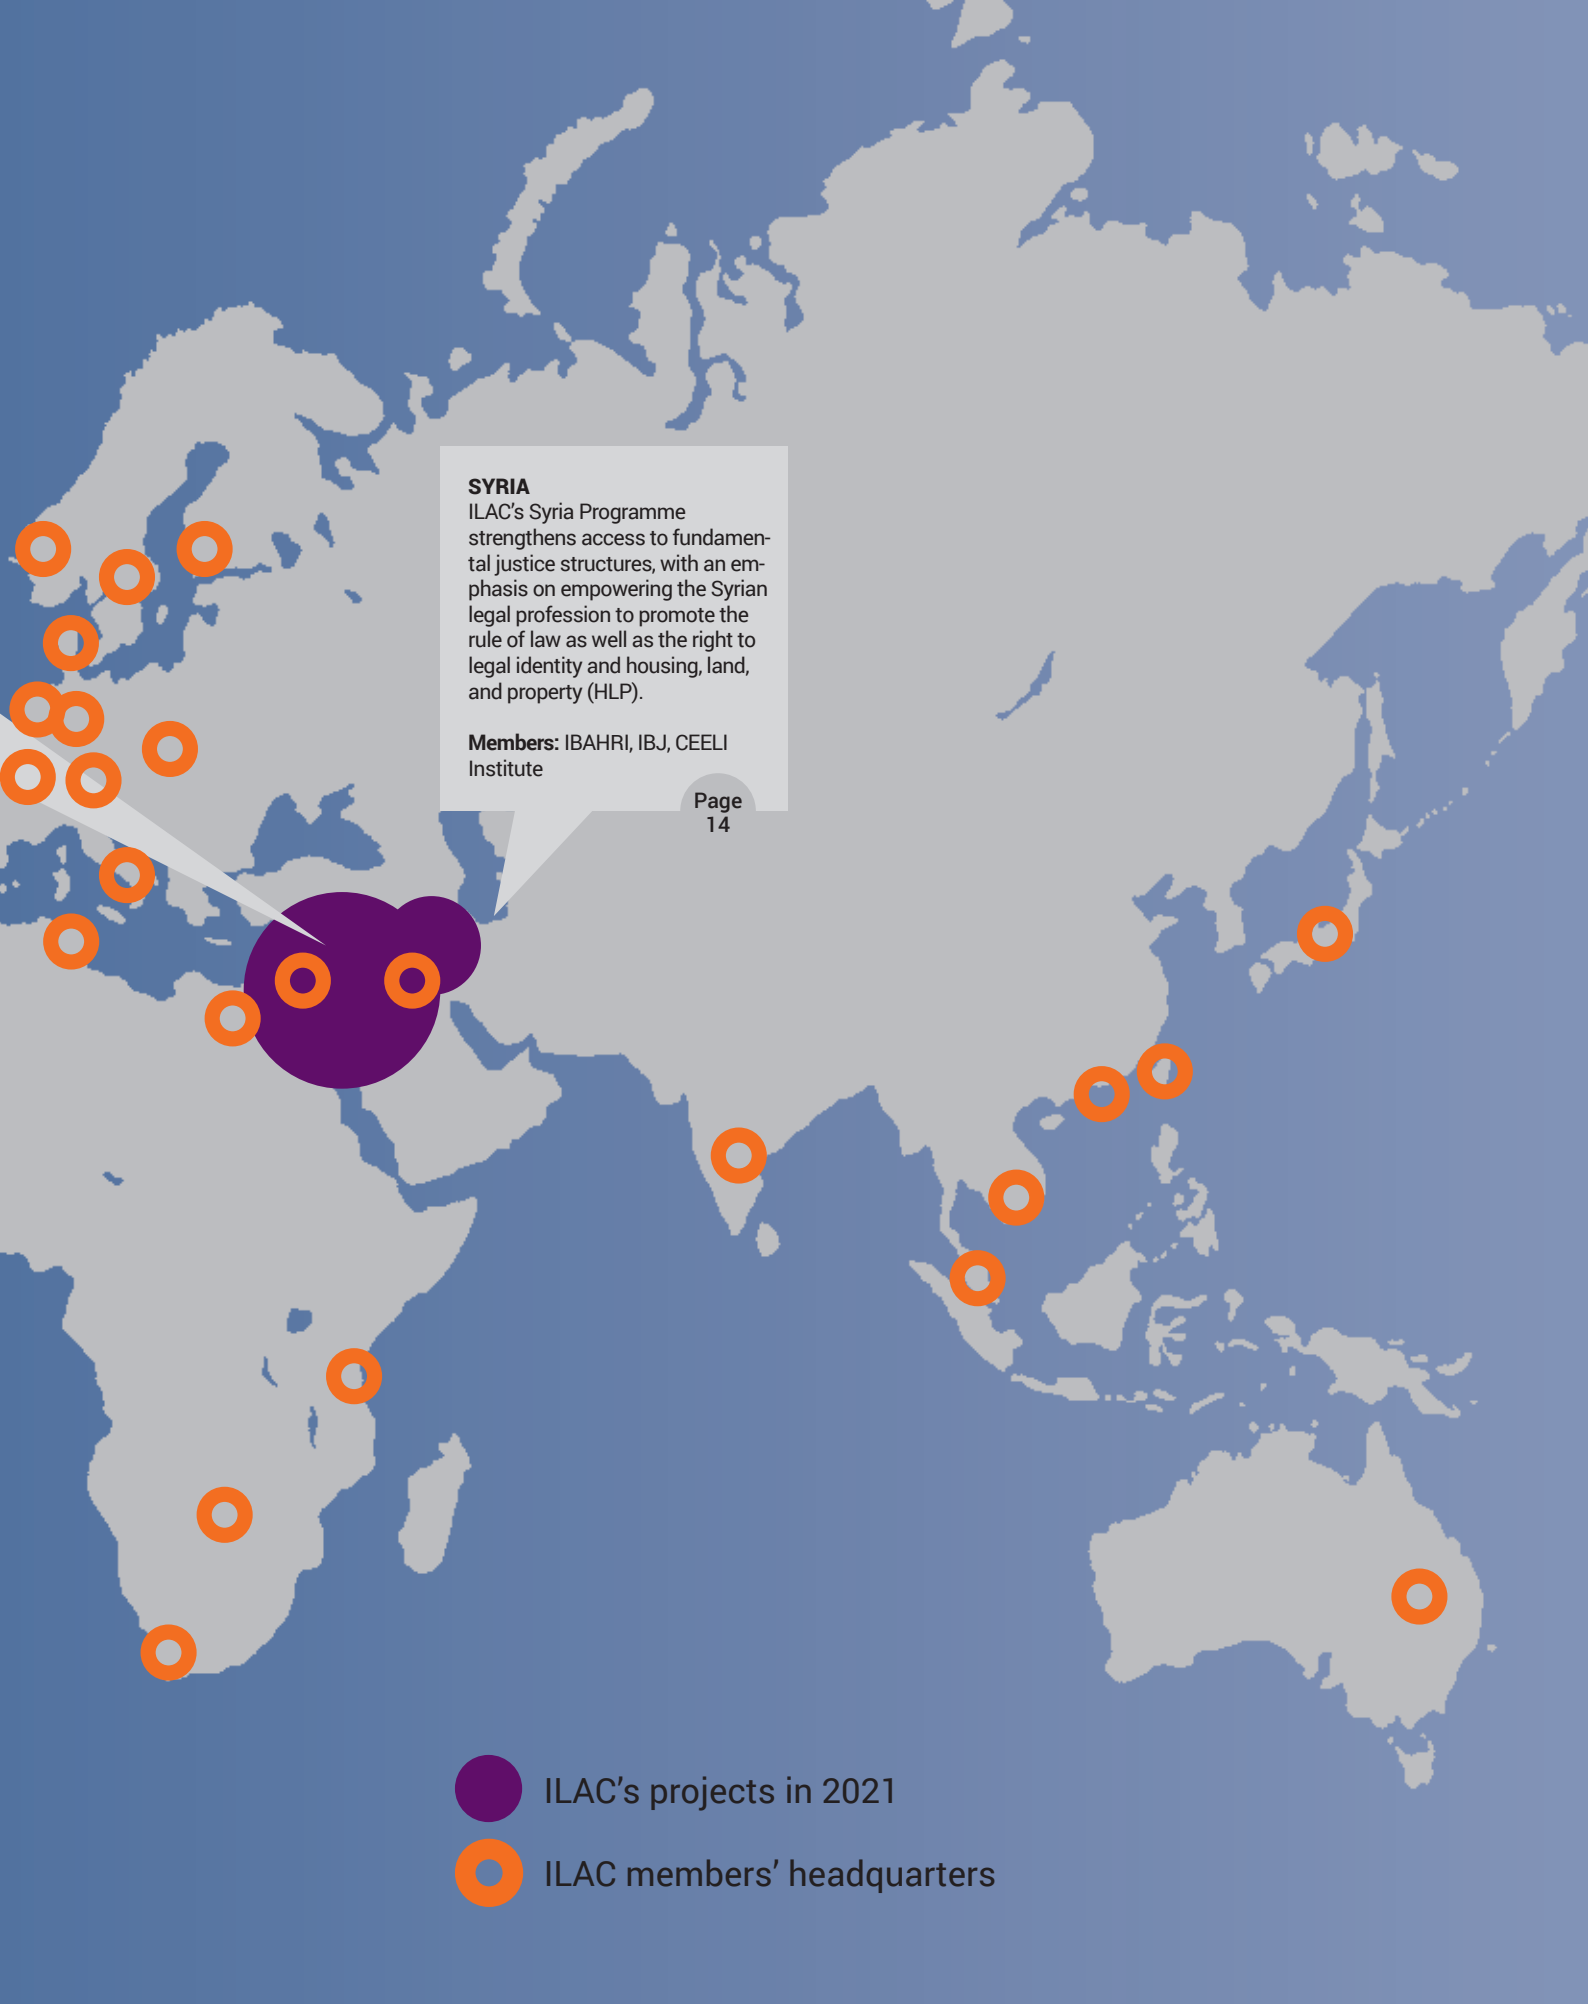 SYRIA
ILAC’s Syria Programme
strengthens access to fundamen-
tal justice structures, with an em-
phasis on empowering the Syrian
legal profession to promote the
rule of law as well as the right to
legal identity and housing, land,
and property (HLP).
Members: IBAHRI, IBJ, CEELI
Institute
Page
14
ILAC’s projects in 2021
ILAC members’ headquarters